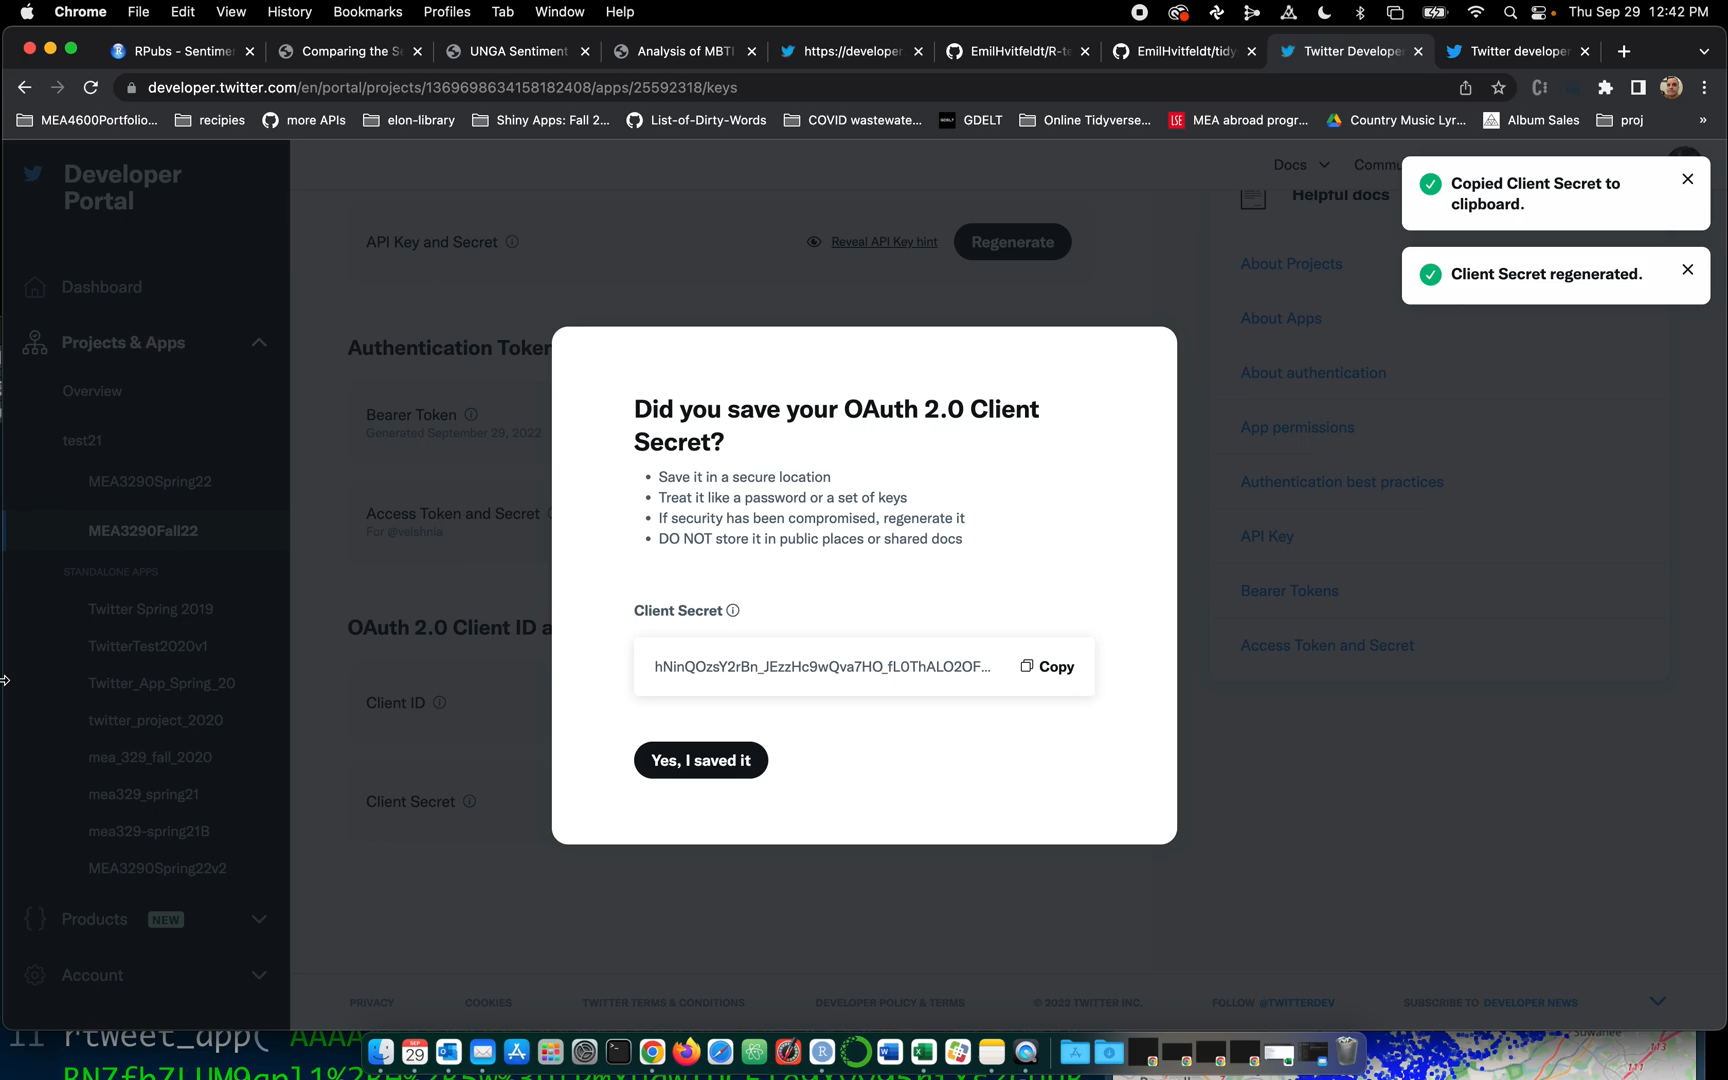 Chrome File Edit View History Bookmarks Profiles Tab Window Help Thu Sep 29 12:42 PM
RPubs - Sentime
Comparing the S
UNGA Sentiment
Analysis of MBTI
https://developer
EmilHvitfeldt/R-te
EmilHvitfeldt/tidy
Twitter Develope
Twitter developer
developer.twitter.com/en/portal/projects/1369698634158182408/apps/25592318/keys
MEA4600Portfolio...
recipies
more APIs
elon-library
Shiny Apps: Fall 2...
List-of-Dirty-Words
COVID wastewate...
GDELT
Online Tidyverse...
MEA abroad progr...
Country Music Lyr...
Album Sales
proj
»
Developer
Portal
Dashboard
Projects & Apps
Overview
test21
MEA3290Spring22
MEA3290Fall22
STANDALONE APPS
Twitter Spring 2019
TwitterTest2020v1
Twitter_App_Spring_20
twitter_project_2020
mea_329_fall_2020
mea329_spring21
mea329-spring21B
MEA3290Spring22v2
Products NEW
Account
Docs
Commu
API Key and Secret
Reveal API Key hint
Regenerate
Authentication Token
Bearer Token
Generated September 29, 2022
Access Token and Secret
For @velshnia
OAuth 2.0 Client ID a
Client ID
Client Secret
Did you save your OAuth 2.0 Client
Secret?
• Save it in a secure location
• Treat it like a password or a set of keys
• If security has been compromised, regenerate it
• DO NOT store it in public places or shared docs
Client Secret
hNinQOzsY2rBn_JEzzHc9wQva7HO_fL0ThALO2OF...
Copy
Yes, I saved it
Copied Client Secret to
clipboard.
Client Secret regenerated.
Helpful docs
About Projects
About Apps
About authentication
App permissions
Authentication best practices
API Key
Bearer Tokens
Access Token and Secret
PRIVACY COOKIES TWITTER TERMS & CONDITIONS DEVELOPER POLICY & TERMS © 2022 TWITTER INC. FOLLOW @TWITTERDEV SUBSCRIBE TO DEVELOPER NEWS
11 rtweet_app( AAAA
SEP
29